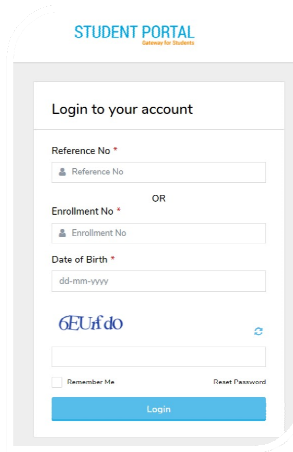 STUDENT PORTAL
Gateway for Students
Login to your account
Reference No *
Reference No
OR
Enrollment No *
Enrollment No
Date of Birth *
dd-mm-yyyy
6EUrfdo
Remember Me
Reset Password
Login